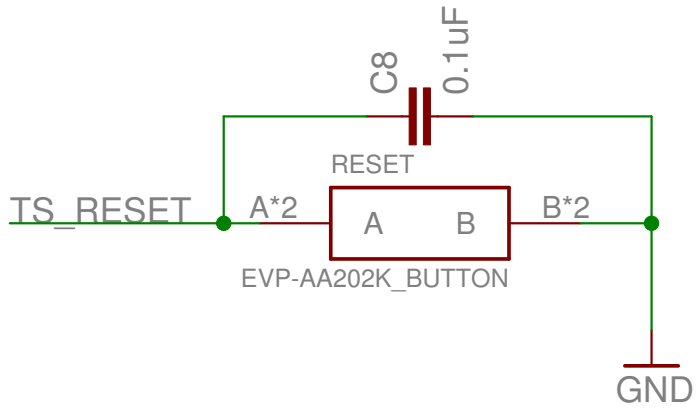 C8
0.1uF
RESET
TS_RESET
A*2
A
B
B*2
EVP-AA202K_BUTTON
GND